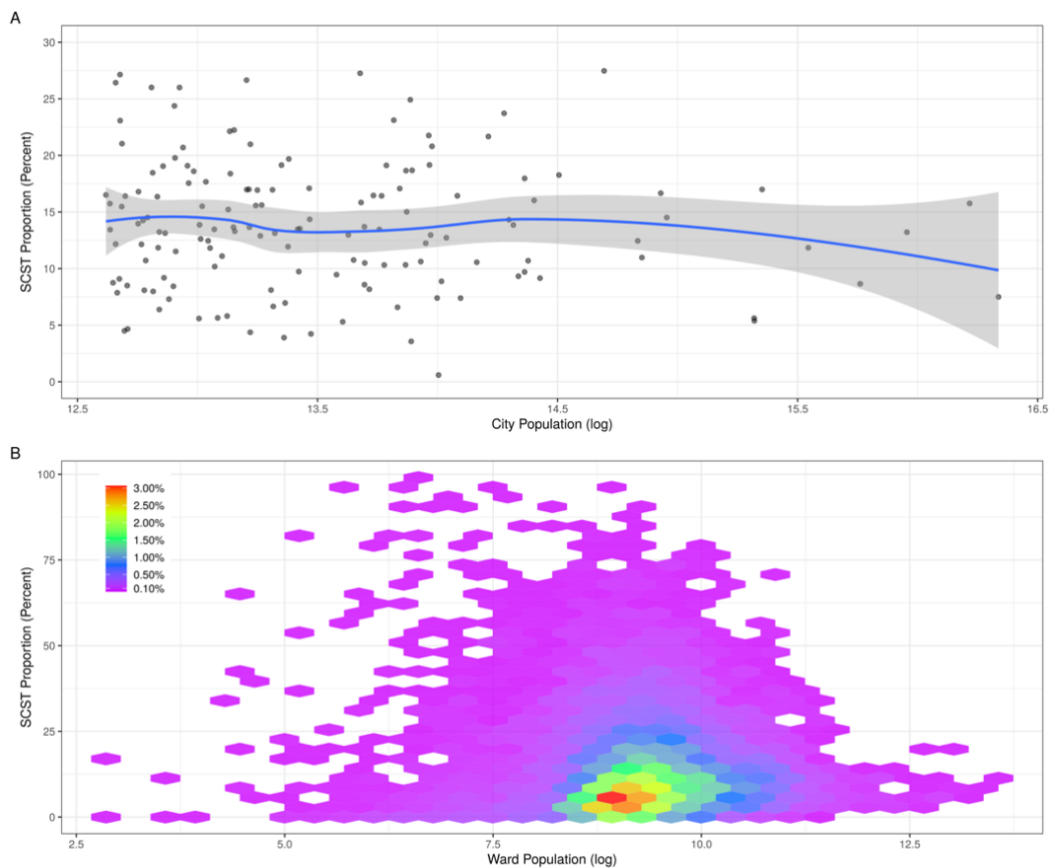 A
SCST Proportion (Percent)
30
25
20
15
10
5
0
12.5 13.5 14.5 15.5 16.5
City Population (log)
B
SCST Proportion (Percent)
100
75
50
25
0
3.00%
2.50%
2.00%
1.50%
1.00%
0.50%
0.10%
2.5 5.0 7.5 10.0 12.5
Ward Population (log)